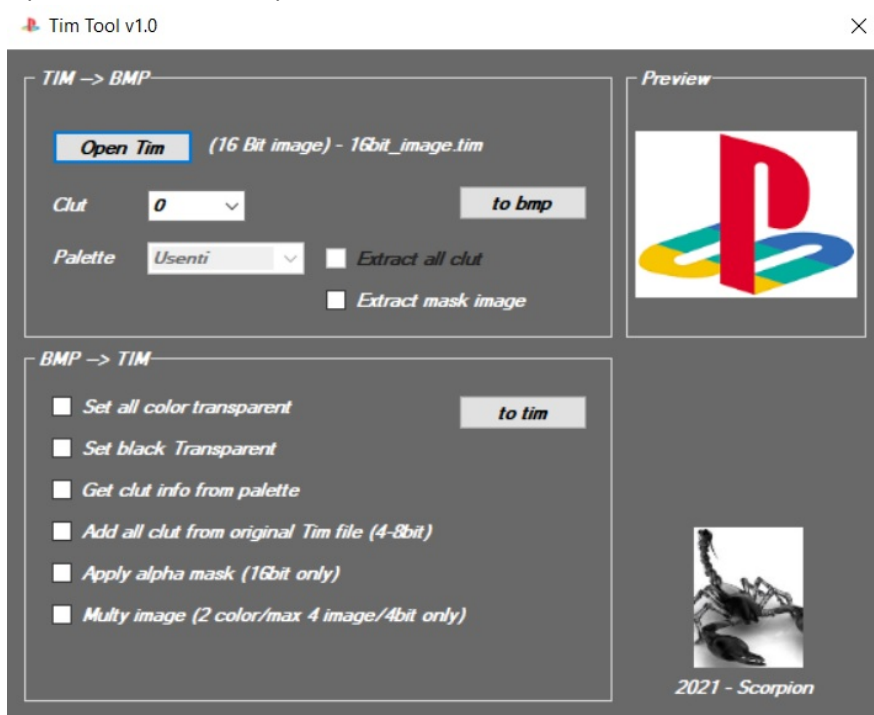 Tim Tool v1.0
TIM --> BMP
Preview
Open Tim
(16 Bit image) - 16bit_image.tim
Clut
0
to bmp
Palette
Usenti
Extract all clut
Extract mask image
BMP --> TIM
Set all color transparent
to tim
Set black Transparent
Get clut info from palette
Add all clut from original Tim file (4-8bit)
Apply alpha mask (16bit only)
Multy image (2 color/max 4 image/4bit only)
2021 - Scorpion